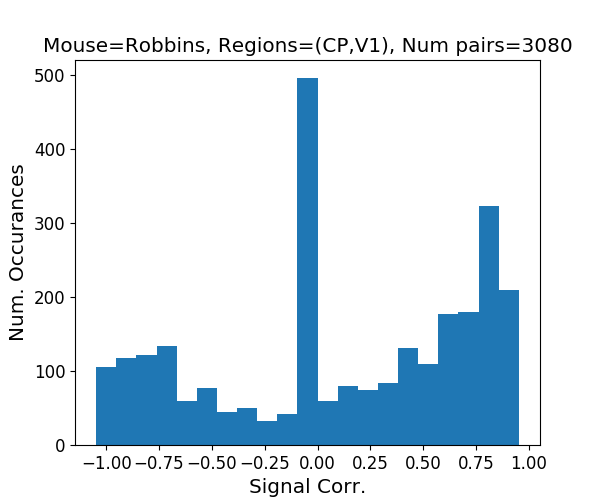 Mouse=Robbins, Regions=(CP,V1), Num pairs=3080
500
400
300
200
100
0
Num. Occurances
−1.00 −0.75 −0.50 −0.25 0.00 0.25 0.50 0.75 1.00
Signal Corr.